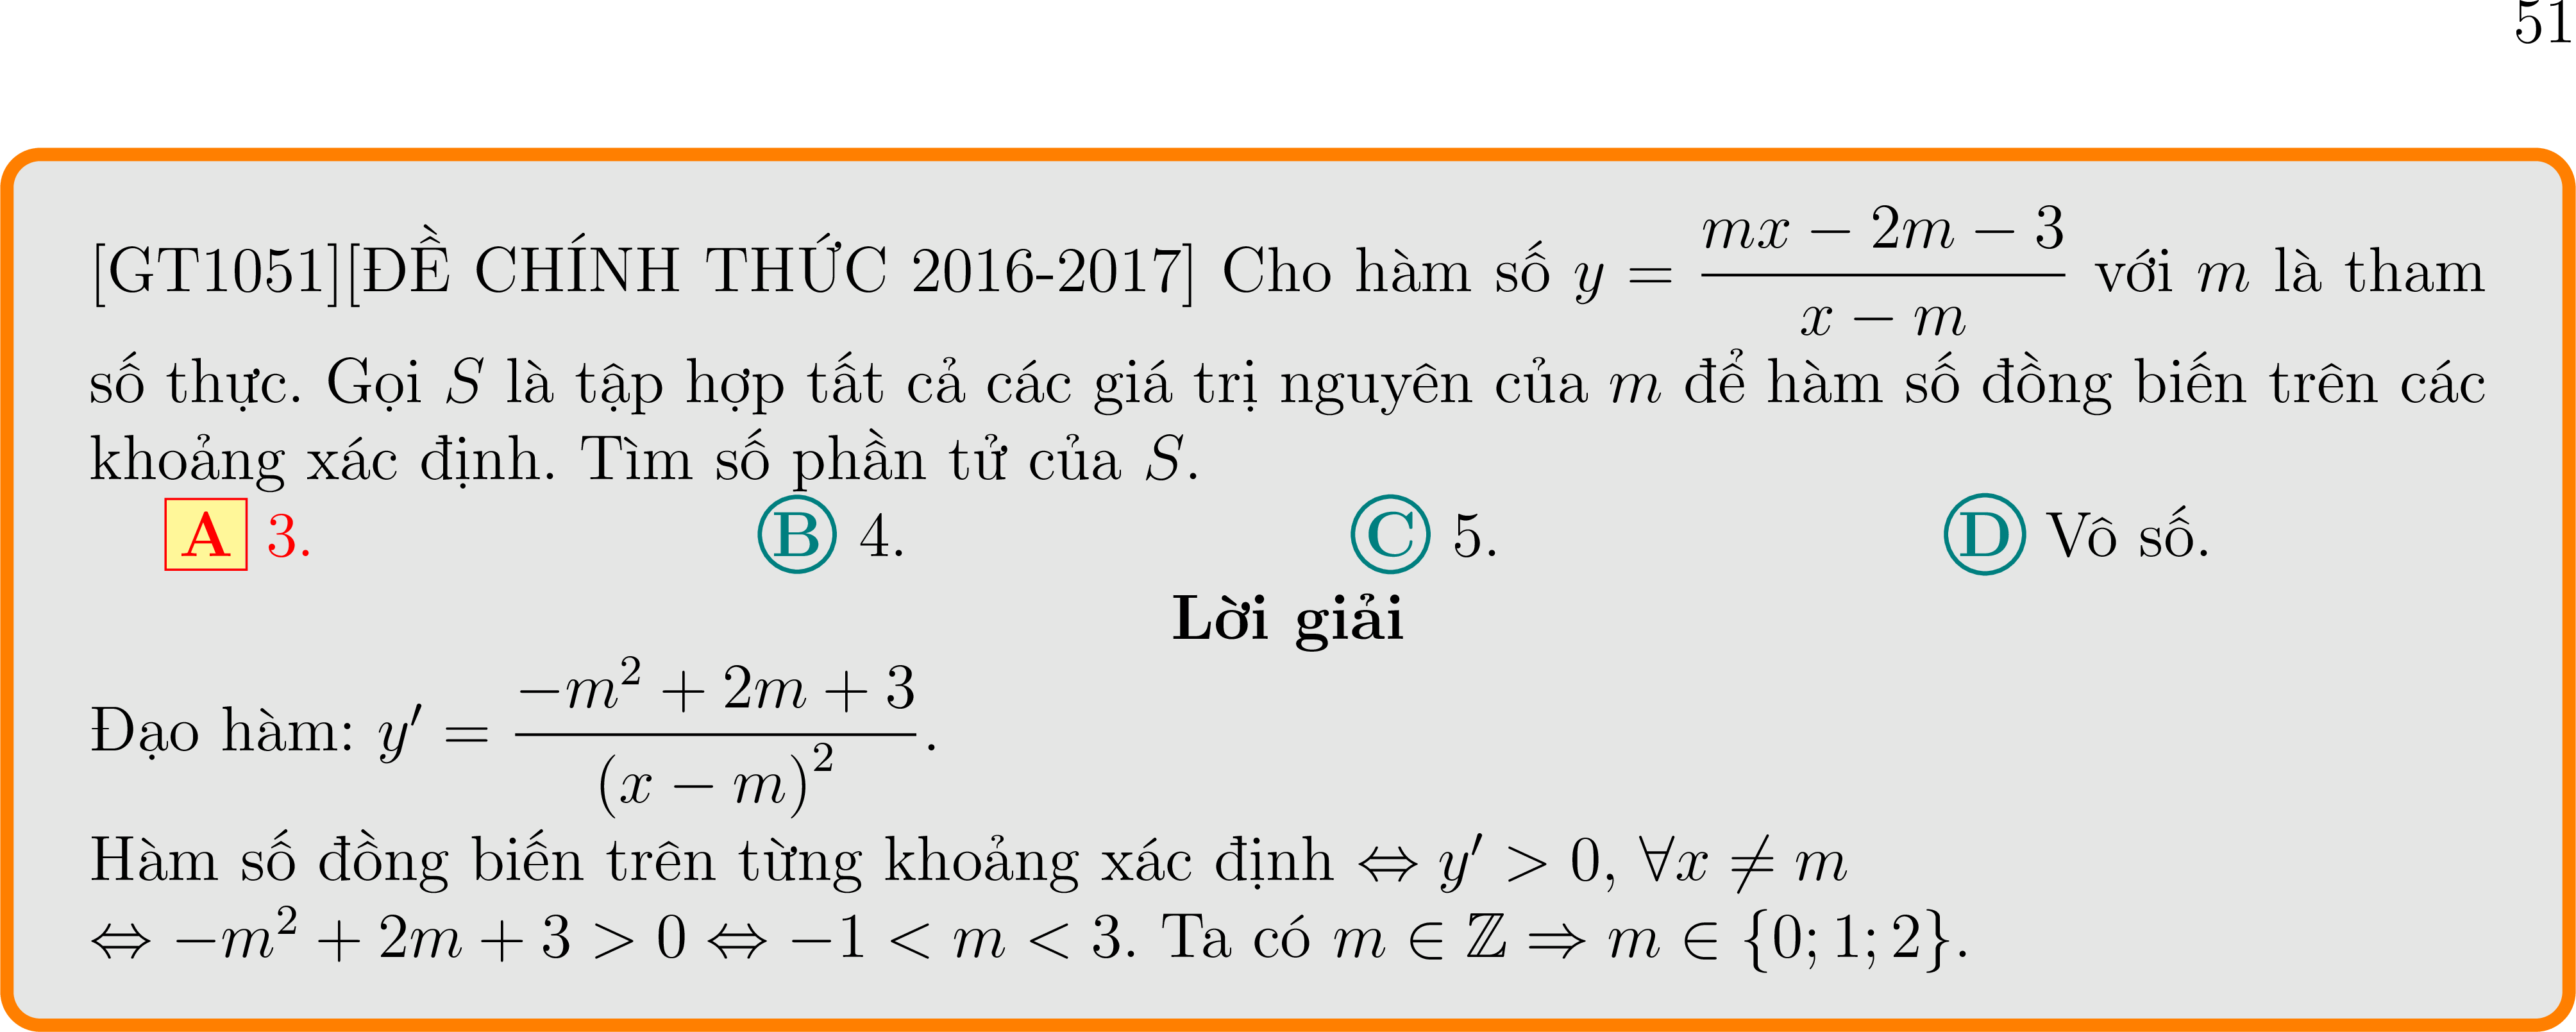 51
[GT1051][ĐỀ CHÍNH THỨC 2016-2017] Cho hàm số $y = \dfrac{mx - 2m - 3}{x - m}$ với $m$ là tham
số thực. Gọi $S$ là tập hợp tất cả các giá trị nguyên của $m$ để hàm số đồng biến trên các
khoảng xác định. Tìm số phần tử của $S$.
A 3. B 4. C 5. D Vô số.
Lời giải
Đạo hàm: $y' = \dfrac{-m^2 + 2m + 3}{(x - m)^2}$.
Hàm số đồng biến trên từng khoảng xác định $\Leftrightarrow y' > 0, \forall x \neq m$
$\Leftrightarrow -m^2 + 2m + 3 > 0 \Leftrightarrow -1 < m < 3$. Ta có $m \in \mathbb{Z} \Rightarrow m \in \{0; 1; 2\}$.